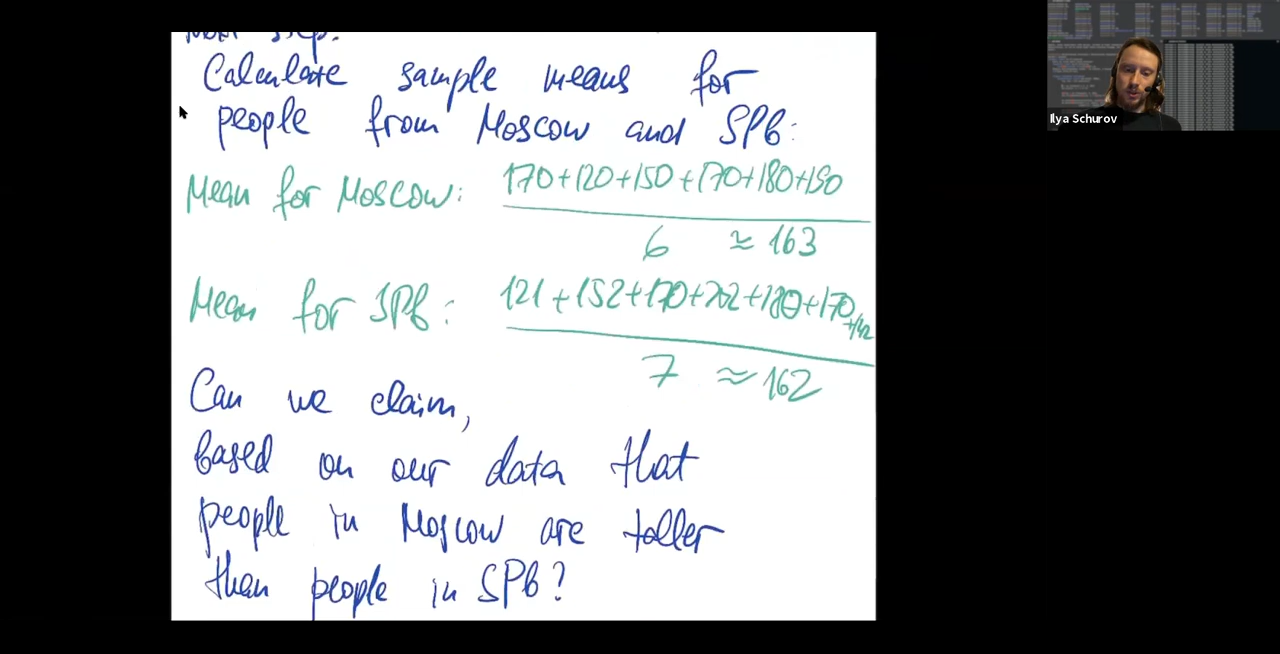 Next step:
Calculate sample means for
people from Moscow and SPb:
Mean for Moscow: 170+120+150+170+180+190
6 ≈ 163
Mean for SPb: 121+152+170+202+180+170
7 ≈ 162
Can we claim,
based on our data that
people in Moscow are taller
than people in SPb?
Ilya Schurov